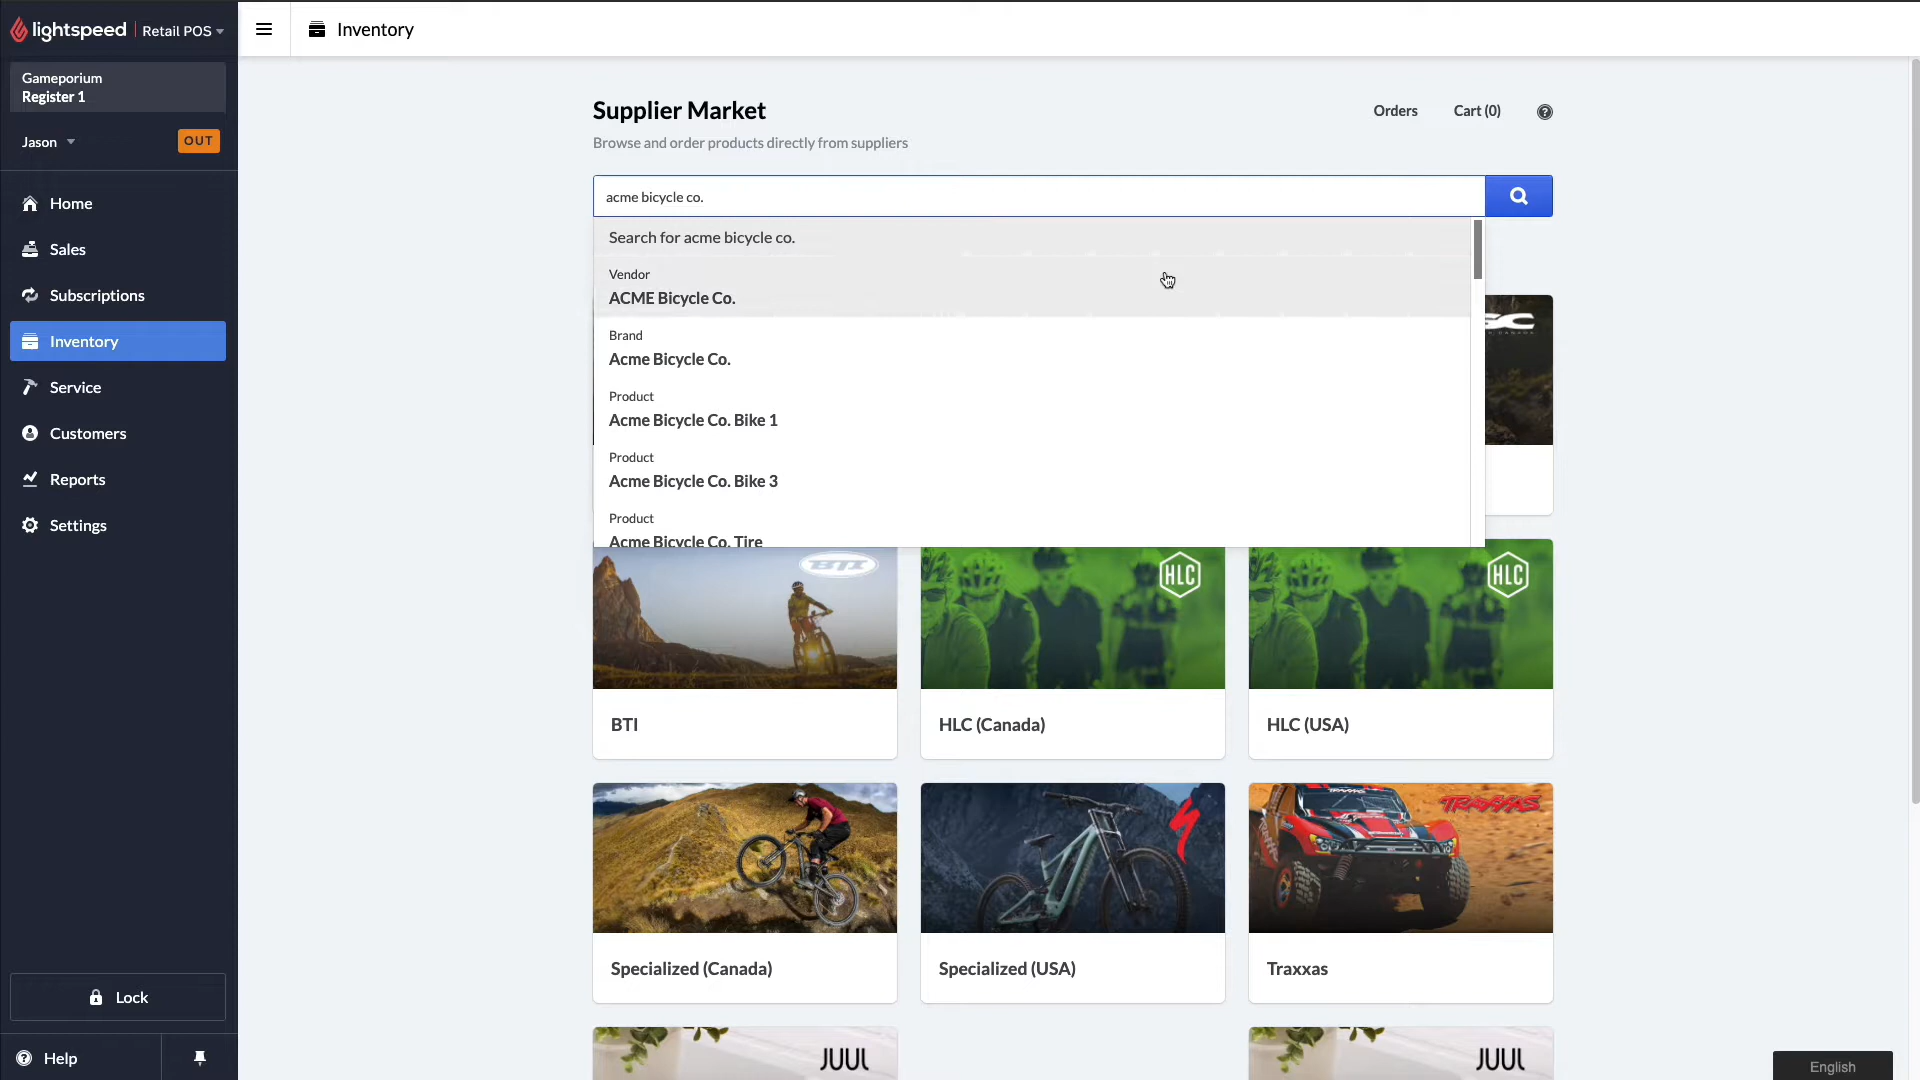 lightspeed Retail POS
Inventory
Gameporium
Register 1
Jason
OUT
Home
Sales
Subscriptions
Inventory
Service
Customers
Reports
Settings
Lock
Help
Supplier Market
Orders
Cart (0)
Browse and order products directly from suppliers
acme bicycle co.
Search for acme bicycle co.
Vendor
ACME Bicycle Co.
Brand
Acme Bicycle Co.
Product
Acme Bicycle Co. Bike 1
Product
Acme Bicycle Co. Bike 3
Product
Acme Bicycle Co. Tire
BTI
HLC
HLC
BTI
HLC (Canada)
HLC (USA)
TRAXXAS
Specialized (Canada)
Specialized (USA)
Traxxas
JUUL
JUUL
English